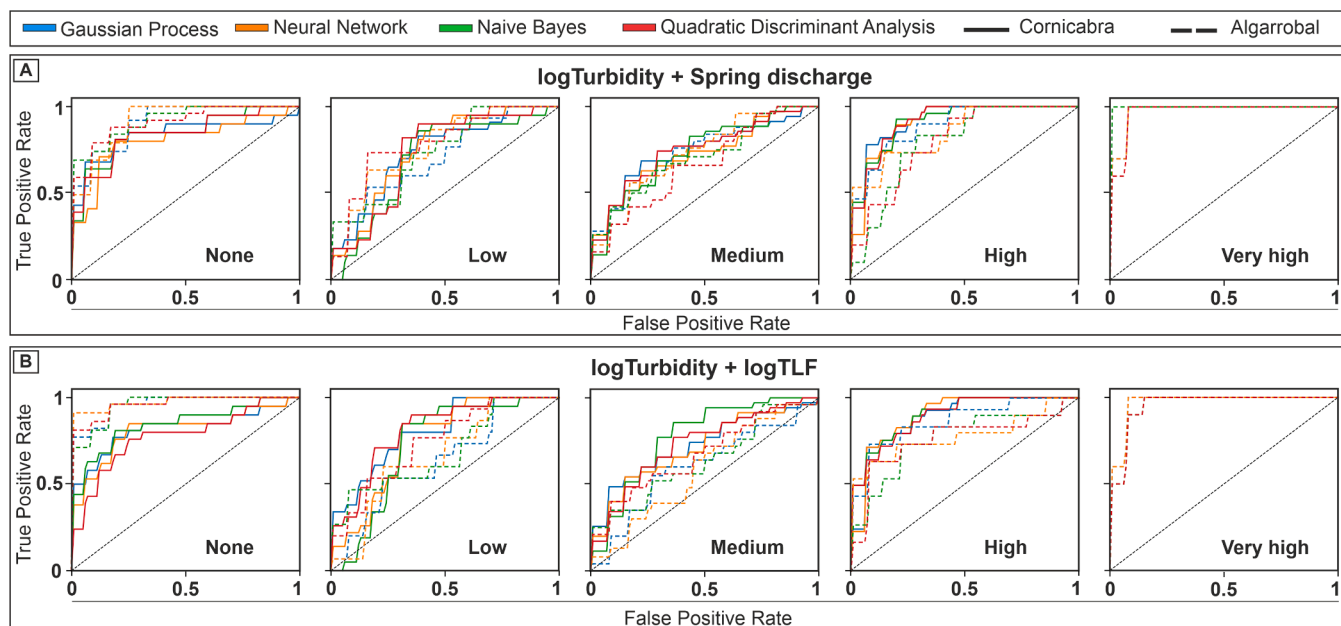 Gaussian Process Neural Network Naive Bayes Quadratic Discriminant Analysis Cornicabra Algarrobal
A
logTurbidity + Spring discharge
True Positive Rate
1
0.5
0
None
Low
Medium
High
Very high
0 0.5 1 0 0.5 1 0 0.5 1 0 0.5 1 0 0.5 1
False Positive Rate
B
logTurbidity + logTLF
True Positive Rate
1
0.5
0
None
Low
Medium
High
Very high
0 0.5 1 0 0.5 1 0 0.5 1 0 0.5 1 0 0.5 1
False Positive Rate